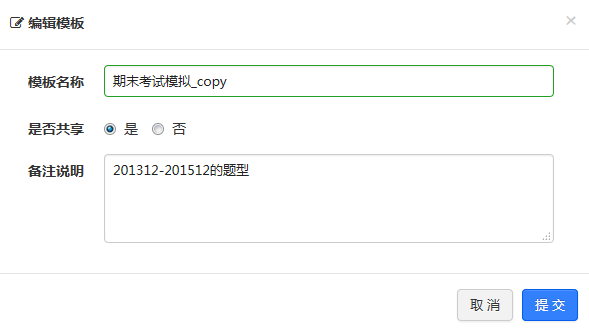 编辑模板
模板名称 期末考试模拟_copy
是否共享 是 否
备注说明 201312-201512的题型
取 消 提 交